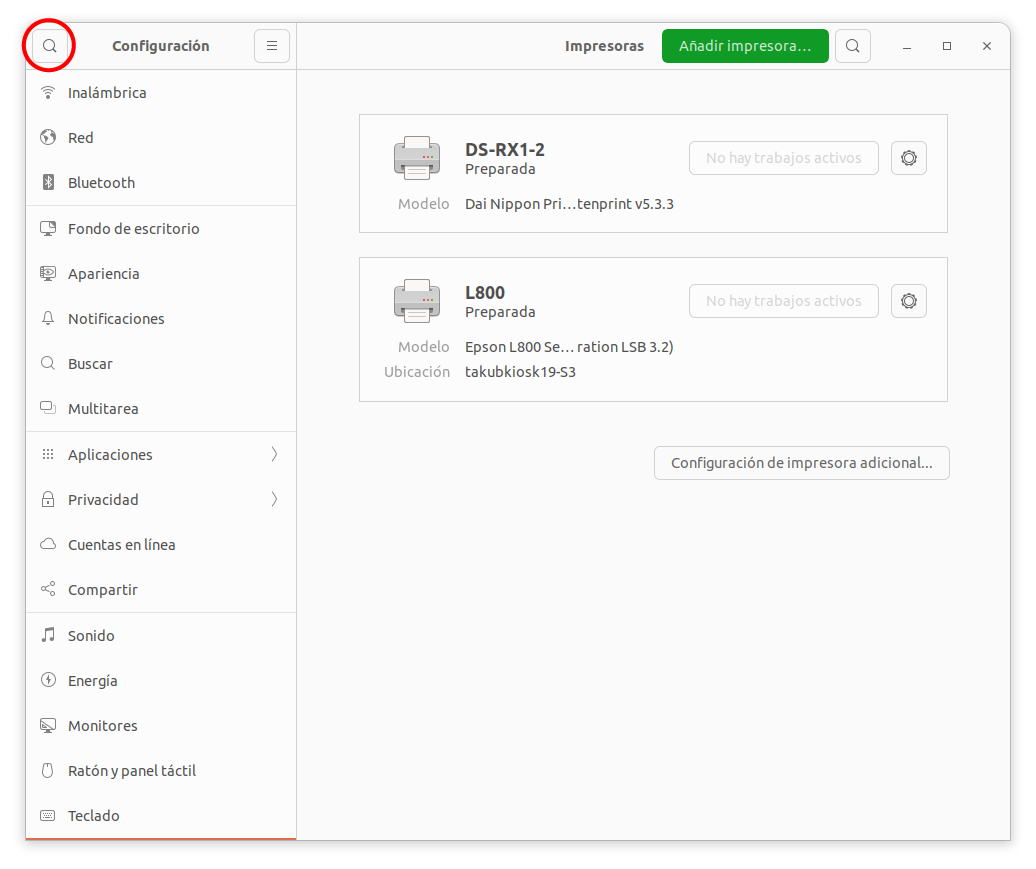 Configuración
Impresoras
Añadir impresora…
Inalámbrica
Red
Bluetooth
Fondo de escritorio
Apariencia
Notificaciones
Buscar
Multitarea
Aplicaciones
Privacidad
Cuentas en línea
Compartir
Sonido
Energía
Monitores
Ratón y panel táctil
Teclado
DS-RX1-2
Preparada
No hay trabajos activos
Modelo Dai Nippon Pri…tenprint v5.3.3
L800
Preparada
No hay trabajos activos
Modelo Epson L800 Se…ration LSB 3.2)
Ubicación takubkiosk19-S3
Configuración de impresora adicional…